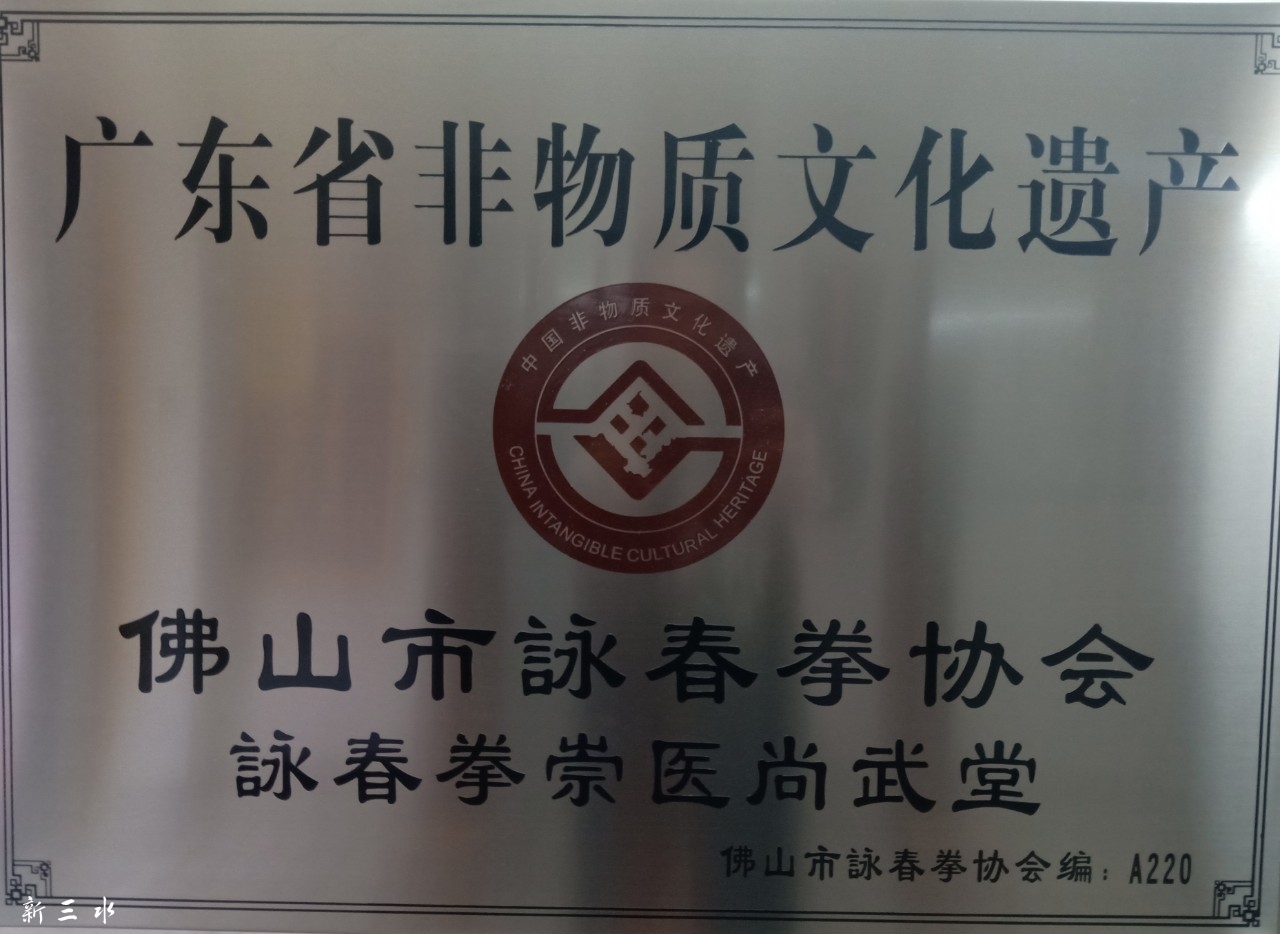 广东省非物质文化遗产
中国非物质文化遗产
CHINA INTANGIBLE CULTURAL HERITAGE
佛山市詠春拳协会
詠春拳崇医尚武堂
佛山市詠春拳协会编：A220
新三水